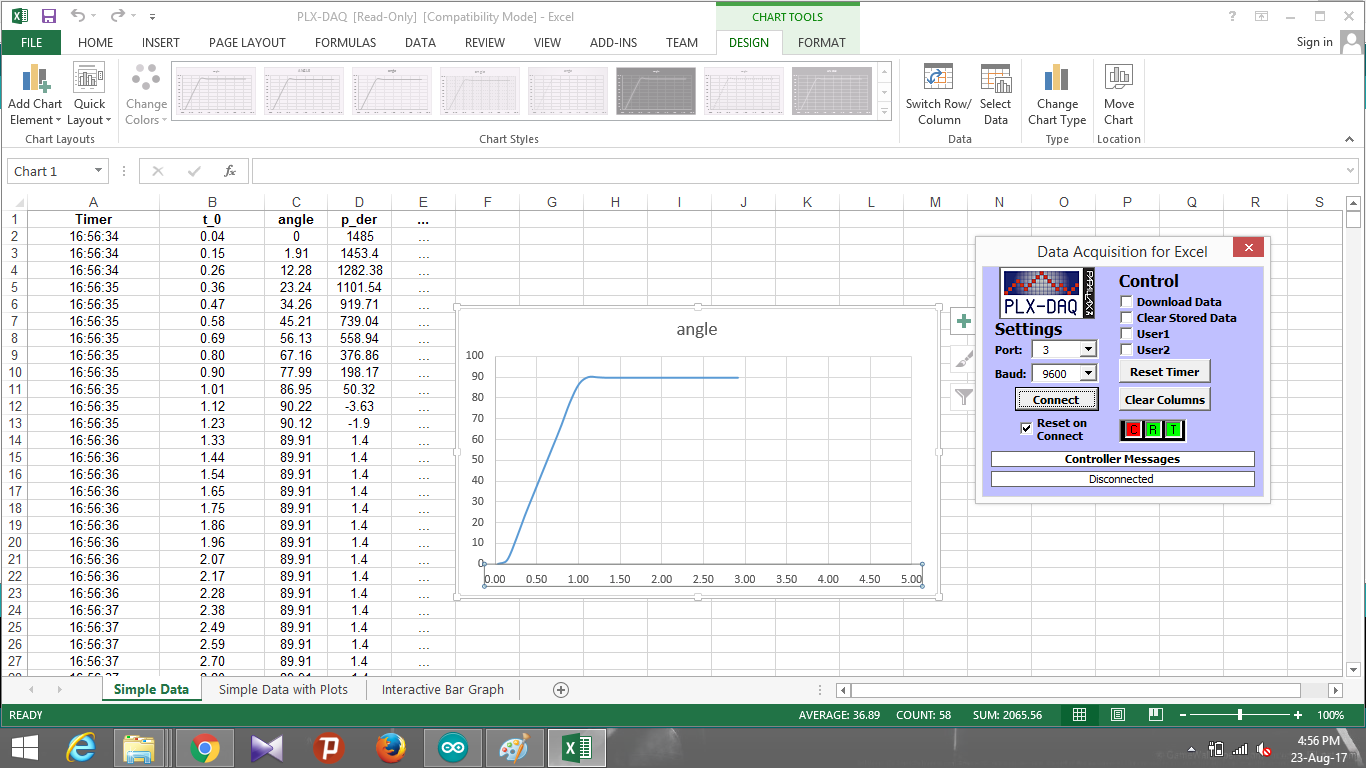 PLX-DAQ [Read-Only] [Compatibility Mode] - Excel
CHART TOOLS
FILE HOME INSERT PAGE LAYOUT FORMULAS DATA REVIEW VIEW ADD-INS TEAM DESIGN FORMAT Sign in
Add Chart Element
Quick Layout
Change Colors
Switch Row/ Column
Select Data
Change Chart Type
Move Chart
Chart Layouts Chart Styles Data Type Location
Chart 1 fx
A B C D E F G H I J K L M N O P Q R S
1 Timer t_0 angle p_der ...
2 16:56:34 0.04 0 1485 ...
3 16:56:34 0.15 1.91 1453.4 ...
4 16:56:34 0.26 12.28 1282.38 ...
5 16:56:35 0.36 23.24 1101.54 ...
6 16:56:35 0.47 34.26 919.71 ...
7 16:56:35 0.58 45.21 739.04 ...
8 16:56:35 0.69 56.13 558.94 ...
9 16:56:35 0.80 67.16 376.86 ...
10 16:56:35 0.90 77.99 198.17 ...
11 16:56:35 1.01 86.95 50.32 ...
12 16:56:35 1.12 90.22 -3.63 ...
13 16:56:35 1.23 90.12 -1.9 ...
14 16:56:36 1.33 89.91 1.4 ...
15 16:56:36 1.44 89.91 1.4 ...
16 16:56:36 1.54 89.91 1.4 ...
17 16:56:36 1.65 89.91 1.4 ...
18 16:56:36 1.75 89.91 1.4 ...
19 16:56:36 1.86 89.91 1.4 ...
20 16:56:36 1.96 89.91 1.4 ...
21 16:56:36 2.07 89.91 1.4 ...
22 16:56:36 2.17 89.91 1.4 ...
23 16:56:36 2.28 89.91 1.4 ...
24 16:56:37 2.38 89.91 1.4 ...
25 16:56:37 2.49 89.91 1.4 ...
26 16:56:37 2.59 89.91 1.4 ...
27 16:56:37 2.70 89.91 1.4 ...
angle
100
90
80
70
60
50
40
30
20
10
0
0.00 0.50 1.00 1.50 2.00 2.50 3.00 3.50 4.00 4.50 5.00
Data Acquisition for Excel
PLX-DAQ
PARALLAX
Settings
Port: 3
Baud: 9600
Connect
Reset on Connect
Control
Download Data
Clear Stored Data
User1
User2
Reset Timer
Clear Columns
C R T
Controller Messages
Disconnected
Simple Data Simple Data with Plots Interactive Bar Graph
READY AVERAGE: 36.89 COUNT: 58 SUM: 2065.56 100%
4:56 PM
23-Aug-17